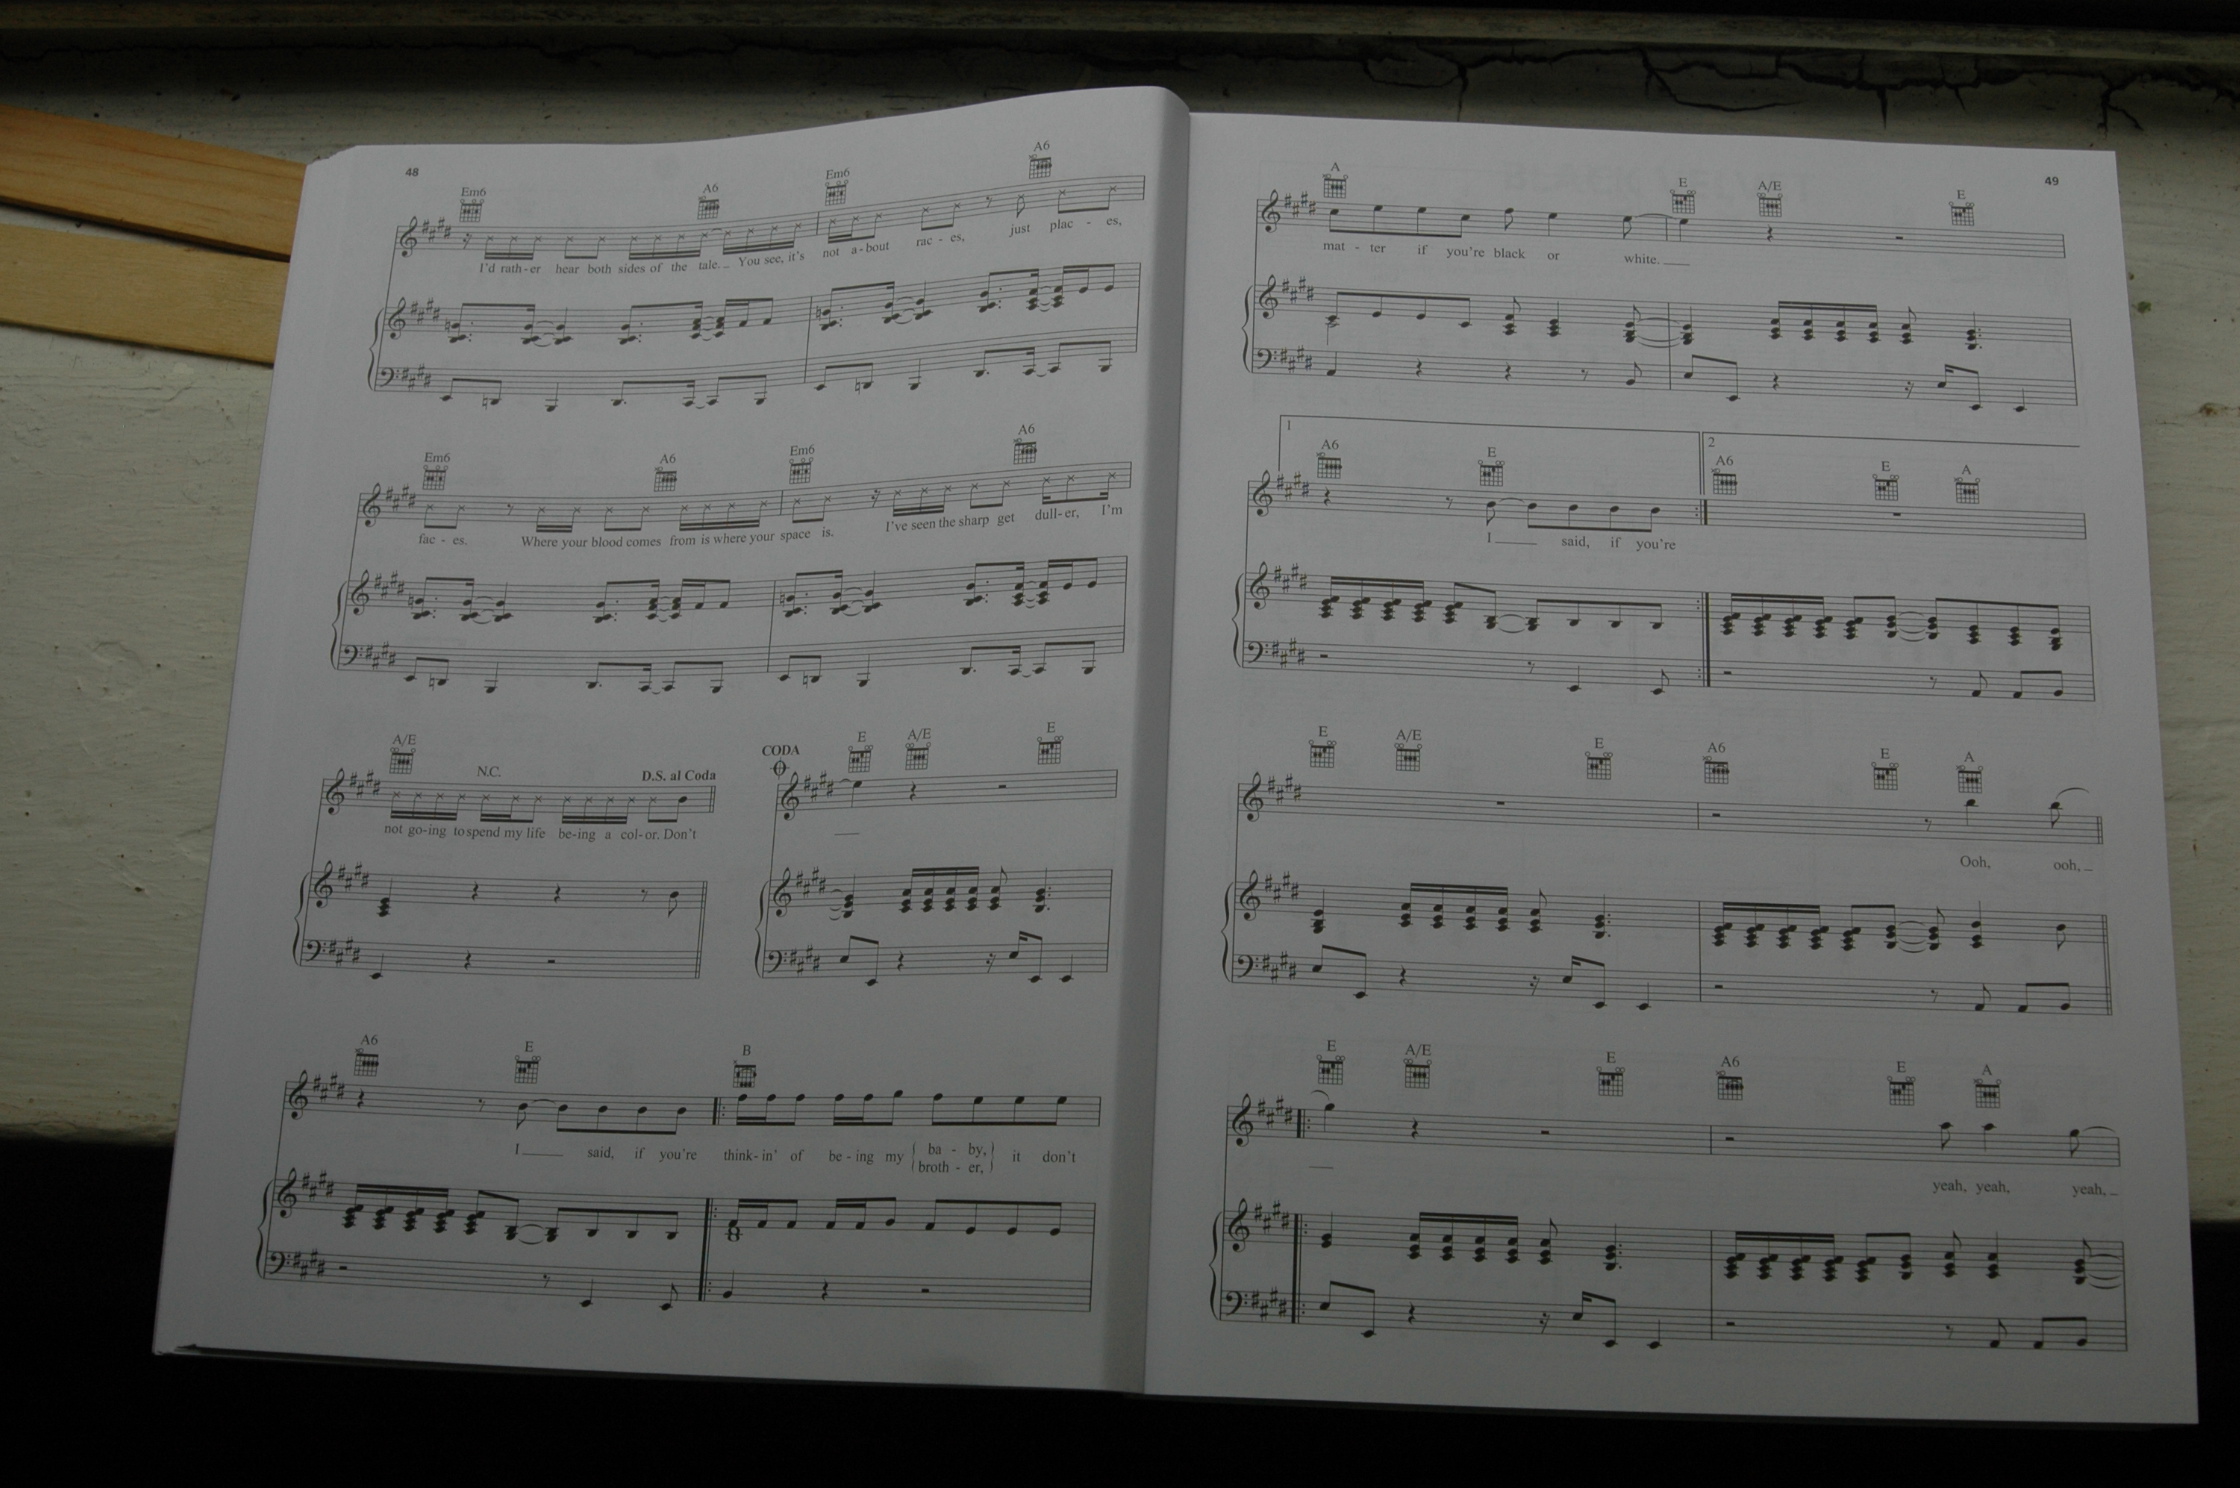 48
Em6 A6 Em6 A6
I'd rath-er hear both sides of the tale. You see, it's not a-bout rac - es, just plac - es,
Em6 A6 Em6 A6
fac - es. Where your blood comes from is where your space is. I've seen the sharp get dull-er, I'm
A/E N.C. D.S. al Coda
not go-ing to spend my life be-ing a col-or. Don't
CODA E A/E E
A6 E B
I said, if you're think-in' of be-ing my { ba - by, } it don't
{ broth - er, }
49
A E A/E E
mat - ter if you're black or white.
1 2
A6 E A6 E A
I said, if you're
E A/E E A6 E A
Ooh, ooh,
E A/E E A6 E A
yeah, yeah, yeah,